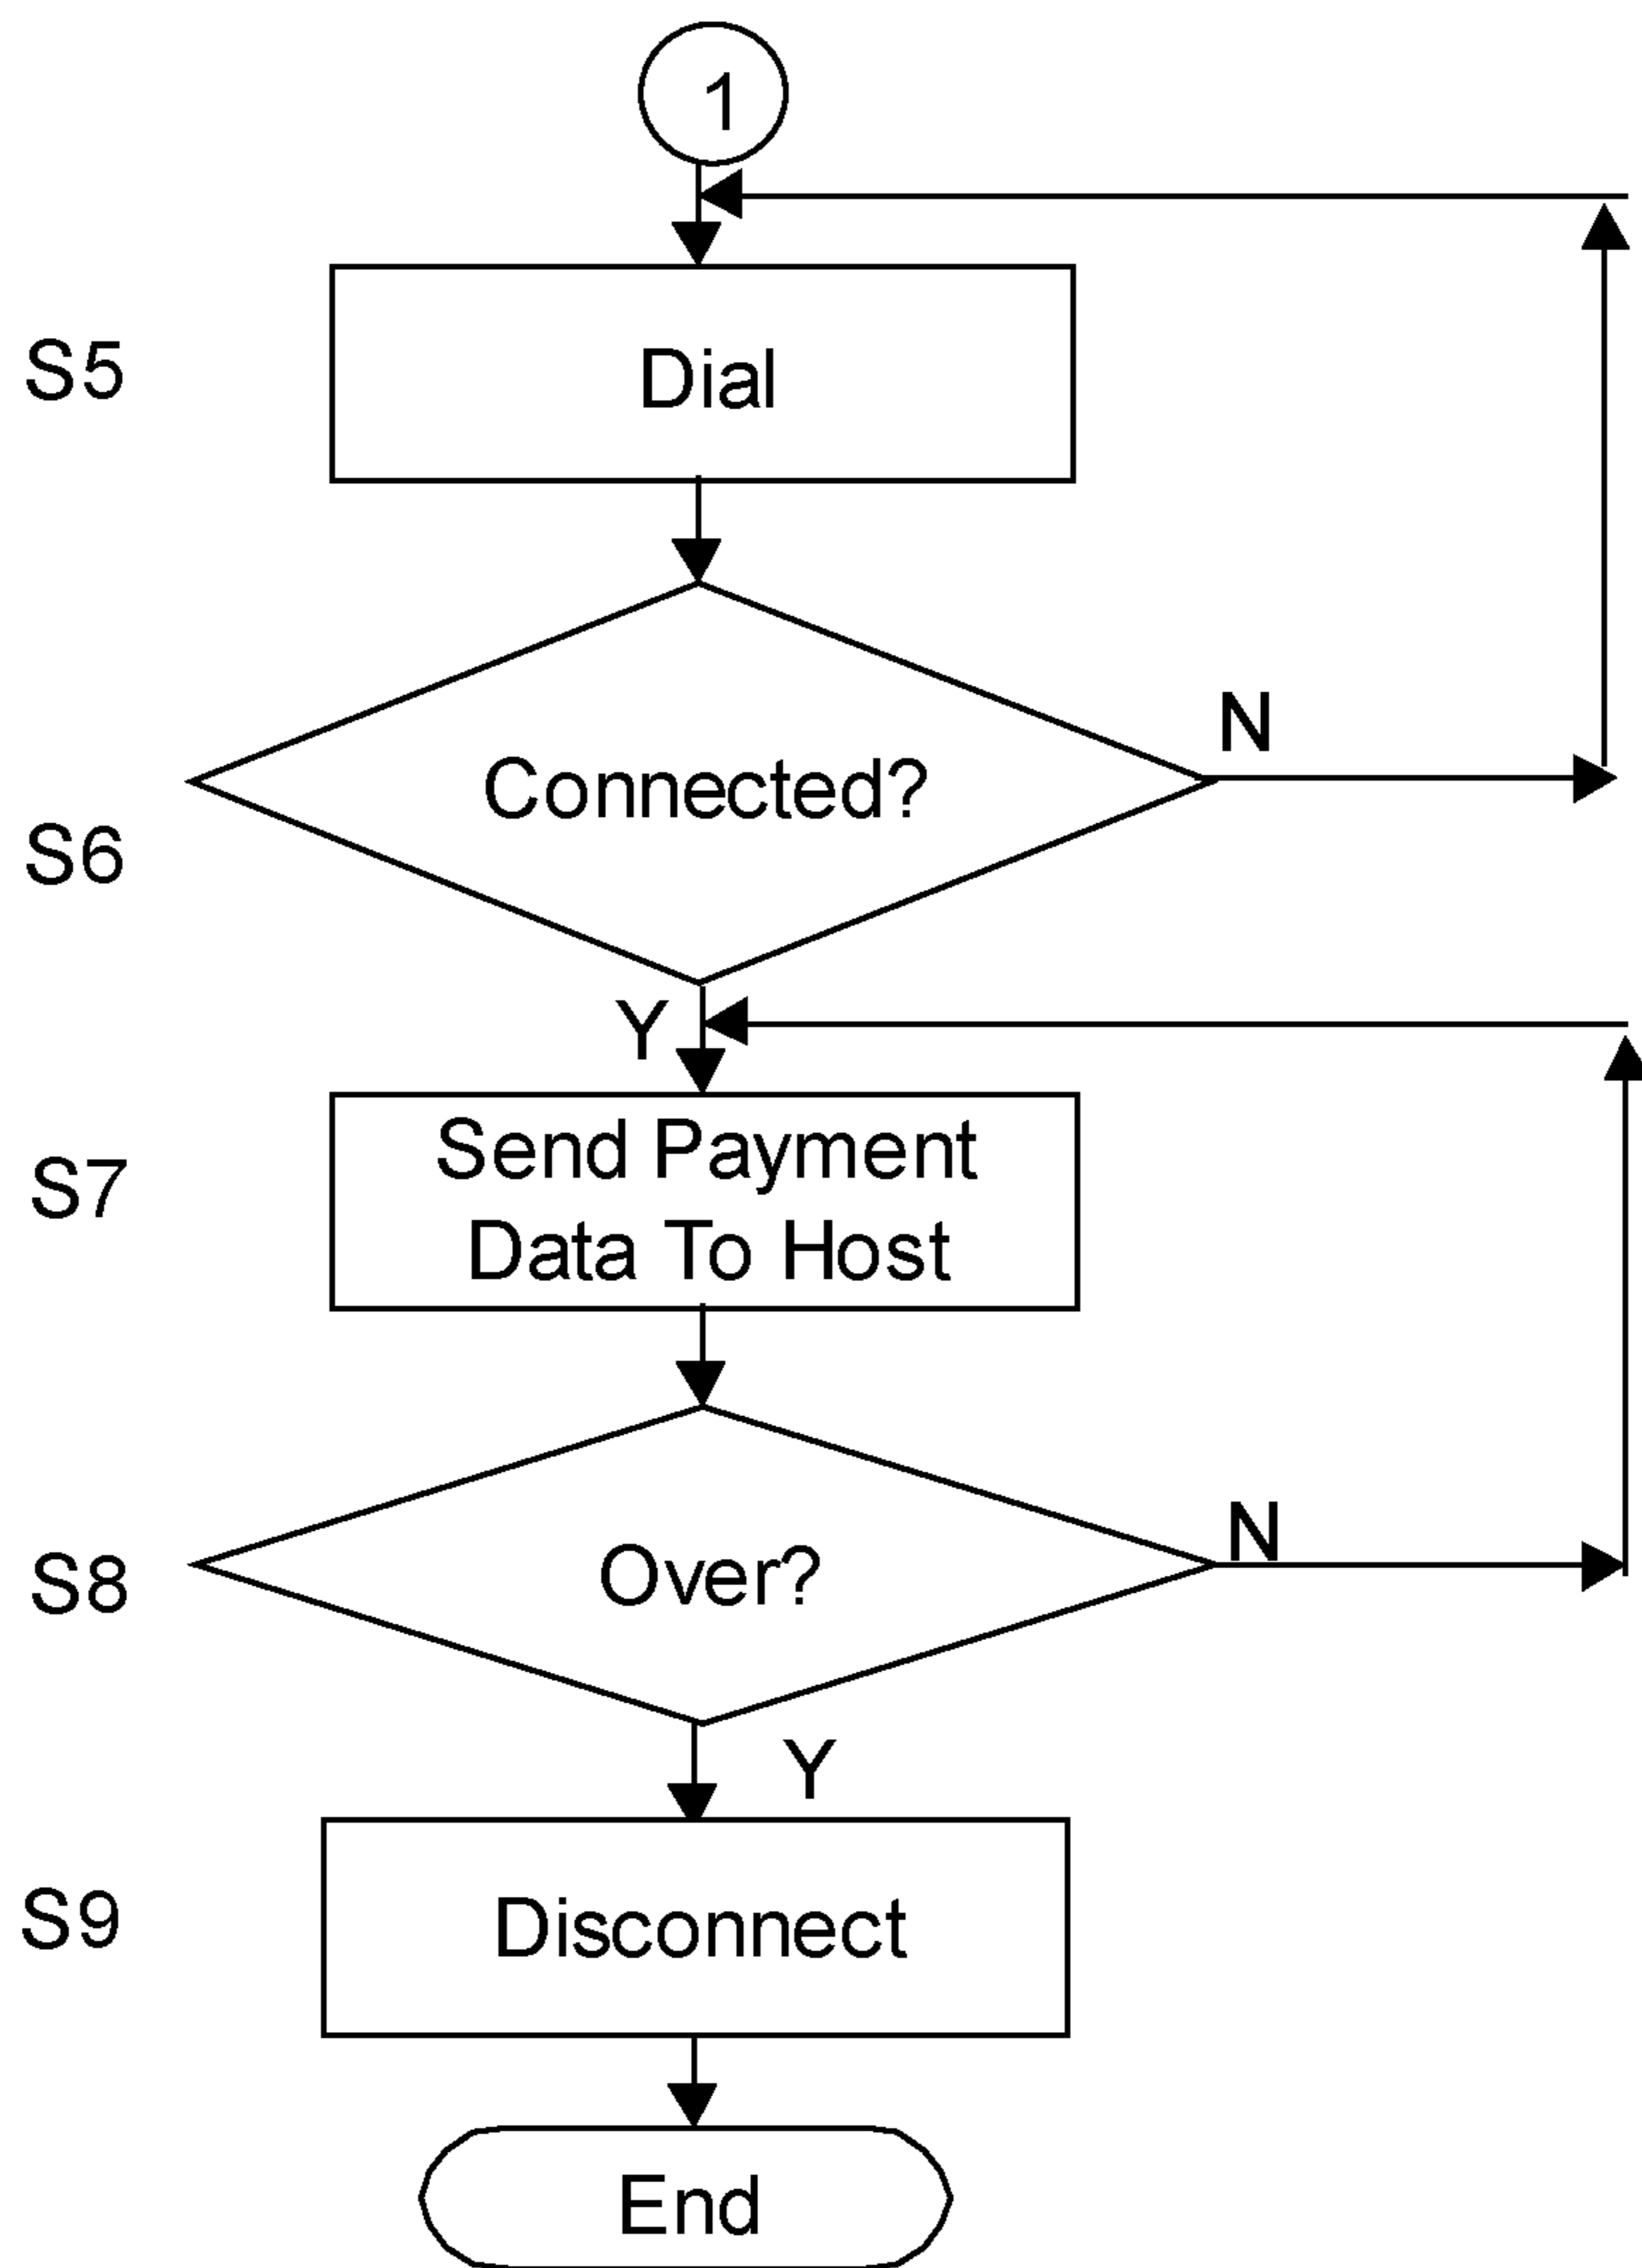 1
S5
Dial
N
Connected?
S6
Y
Send Payment
S7
Data To Host
N
Over?
S8
Y
Disconnect
S9
End